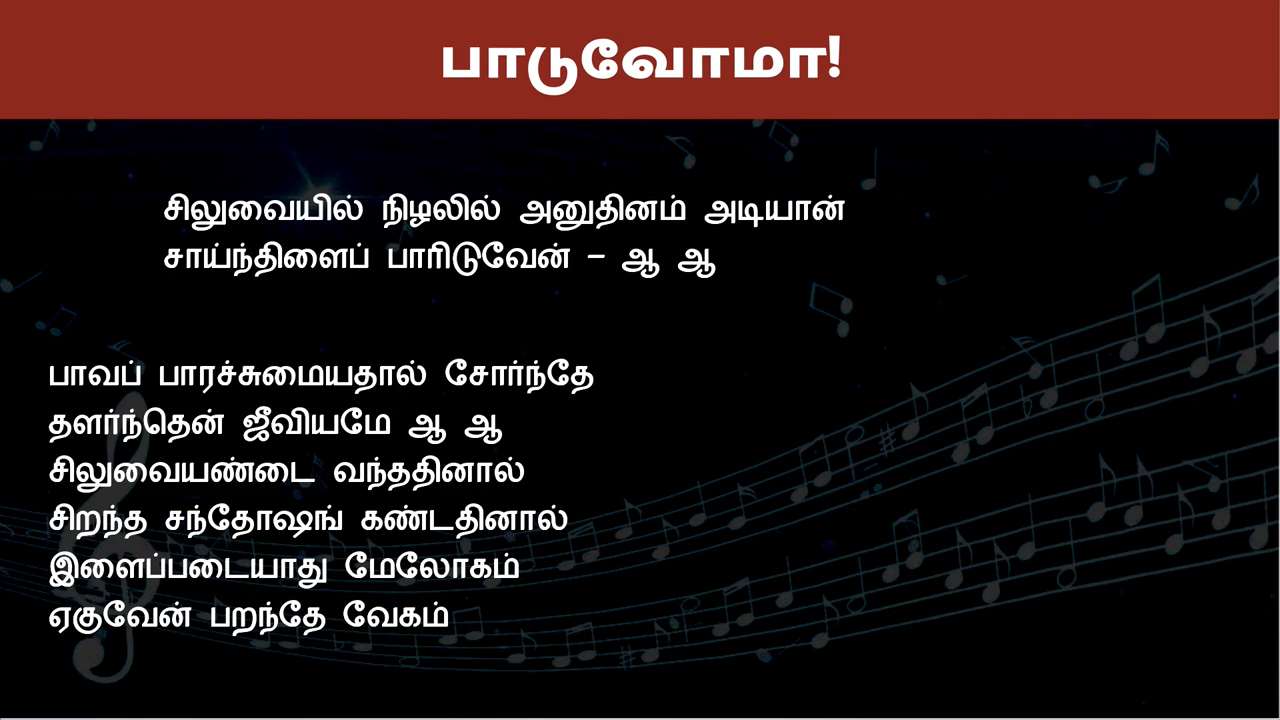 பாடுவோமா!
சிலுவையில் நிழலில் அனுதினம் அடியான்
சாய்ந்திளைப் பாரிடுவேன் – ஆ ஆ
பாவப் பாரச்சுமையதால் சோர்ந்தே
தளர்ந்தென் ஜீவியமே ஆ ஆ
சிலுவையண்டை வந்ததினால்
சிறந்த சந்தோஷங் கண்டதினால்
இளைப்படையாது மேலோகம்
ஏகுவேன் பறந்தே வேகம்